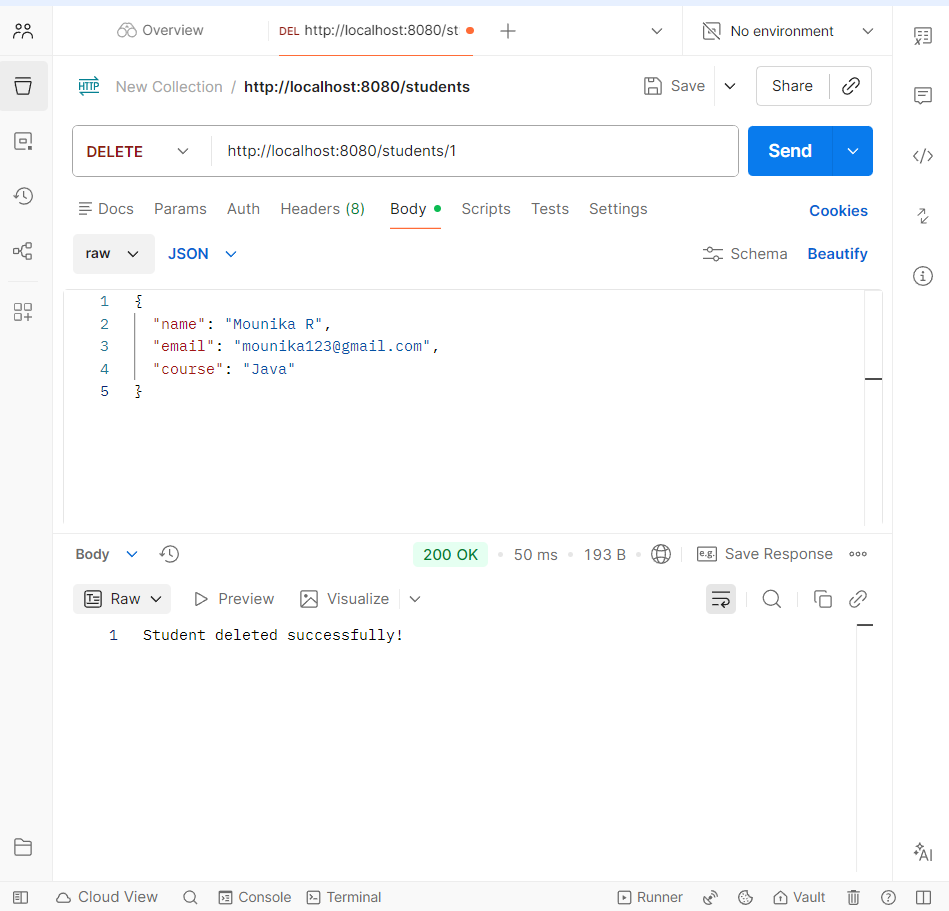 Overview
DEL http://localhost:8080/st
No environment
HTTP New Collection / http://localhost:8080/students
Save
Share
DELETE http://localhost:8080/students/1
Send
Docs Params Auth Headers (8) Body Scripts Tests Settings Cookies
raw JSON Schema Beautify
1 {
2 "name": "Mounika R",
3 "email": "mounika123@gmail.com",
4 "course": "Java"
5 }
Body 200 OK • 50 ms • 193 B • e.g. Save Response
Raw Preview Visualize
1 Student deleted successfully!
AI
Cloud View Console Terminal Runner Vault